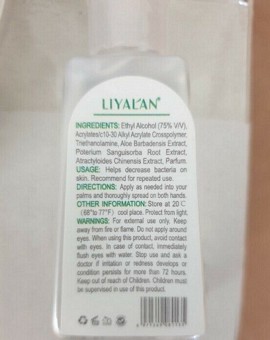 LIYALAN
INGREDIENTS: Ethyl Alcohol (75% V/V),
Acrylates/c10-30 Alkyl Acrylate Crosspolymer,
Triethanolamine, Aloe Barbadensis Extract,
Poterium Sanguisorba Root Extract,
Atractyloides Chinensis Extract, Parfum.
USAGE: Helps decrease bacteria on
skin. Recommend for repeated use.
DIRECTIONS: Apply as needed into your
palms and thoroughly spread on both hands.
OTHER INFORMATION: Store at 20 C
(68°to 77°F) cool place. Protect from light.
WARNINGS: For external use only. Keep
away from fire or flame. Do not apply around
eyes. When using this product, avoid contact
with eyes. In case of contact, immediately
flush eyes with water. Stop use and ask a
doctor if irritation or redness develops or
condition persists for more than 72 hours.
Keep out of reach of Children. Children must
be supervised in use of this product.